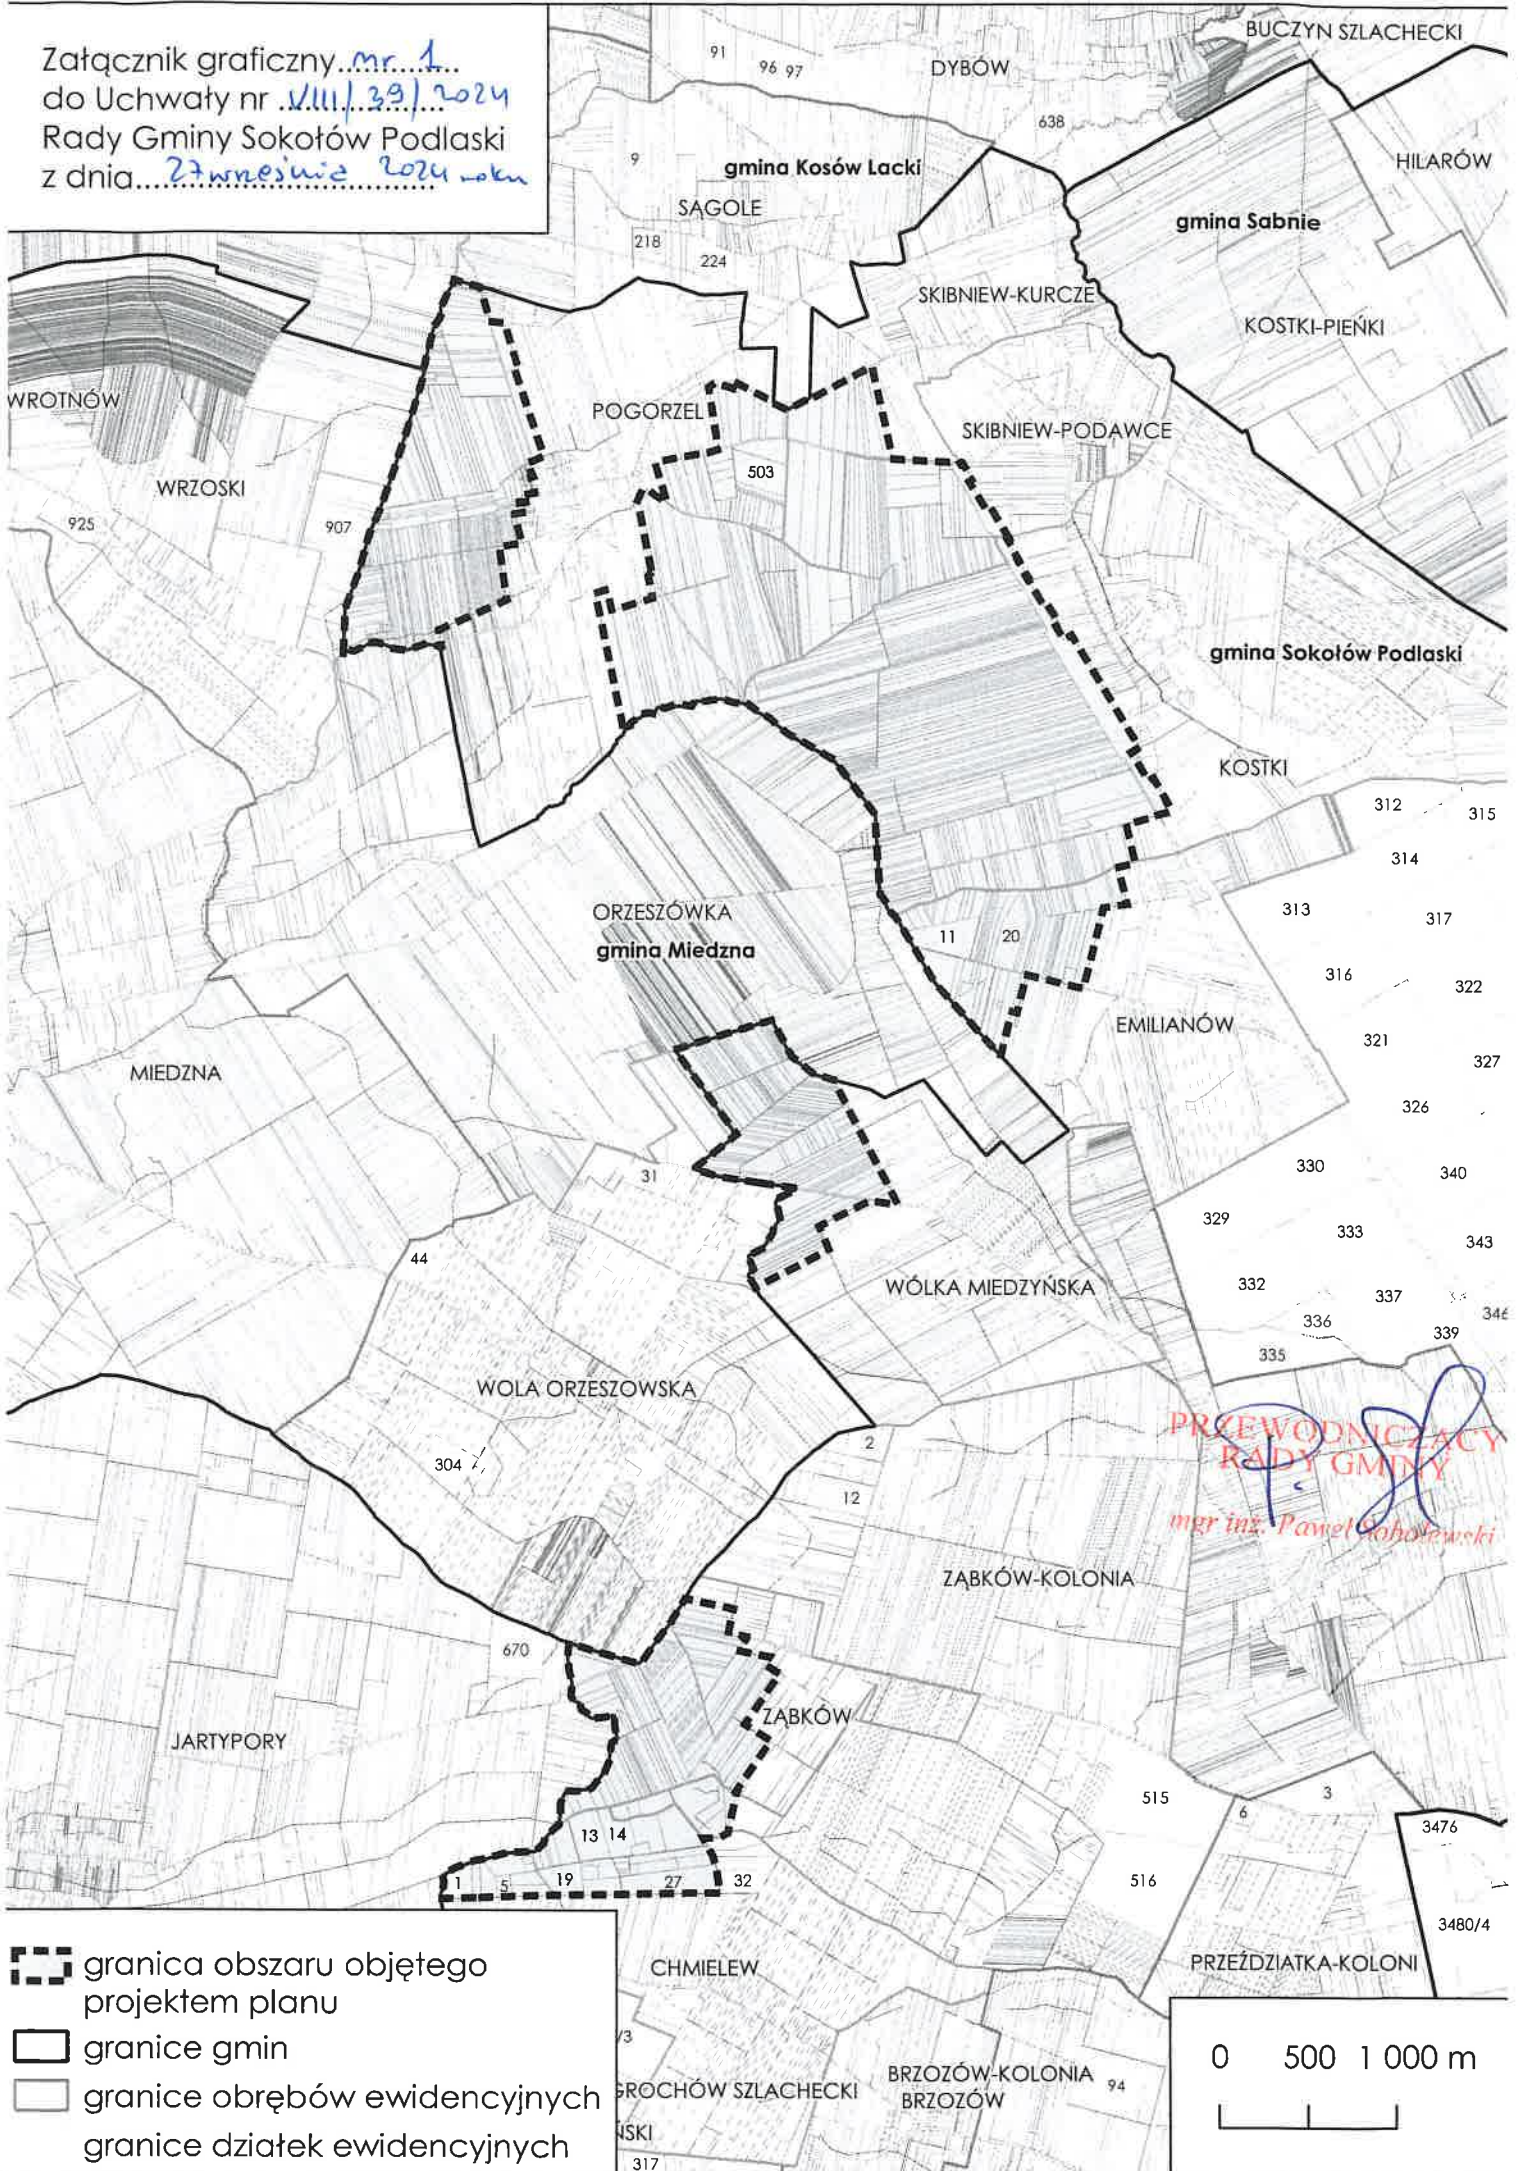 Załącznik graficzny nr 1
do Uchwały nr VIII/39/2024
Rady Gminy Sokołów Podlaski
z dnia 27 września 2024 roku
BUCZYN SZLACHECKI
91
96 97
DYBÓW
638
9
gmina Kosów Lacki
HILARÓW
SĄGOLE
gmina Sabnie
218
224
SKIBNIEW-KURCZE
KOSTKI-PIEŃKI
WROTNÓW
POGORZEL
SKIBNIEW-PODAWCE
503
WRZOSKI
925
907
gmina Sokołów Podlaski
KOSTKI
312
315
314
ORZESZÓWKA
313
317
gmina Miedzna
11
20
316
322
EMILIANÓW
321
327
MIEDZNA
326
31
330
340
329
333
343
44
332
WÓLKA MIEDZYŃSKA
337
346
336
339
335
WOLA ORZESZOWSKA
PRZEWODNICZĄCY
RADY GMINY
2
304
12
mgr inż. Paweł Sobolewski
ZĄBKÓW-KOLONIA
670
ZĄBKÓW
JARTYPORY
515
3
6
3476
13 14
1
5
19
27
32
516
3480/4
CHMIELEW
PRZEŹDZIATKA-KOLONI
granica obszaru objętego
projektem planu
granice gmin
granice obrębów ewidencyjnych
granice działek ewidencyjnych
/3
GROCHÓW SZLACHECKI
BRZOZÓW-KOLONIA
BRZOZÓW
94
ŃSKI
317
0 500 1 000 m